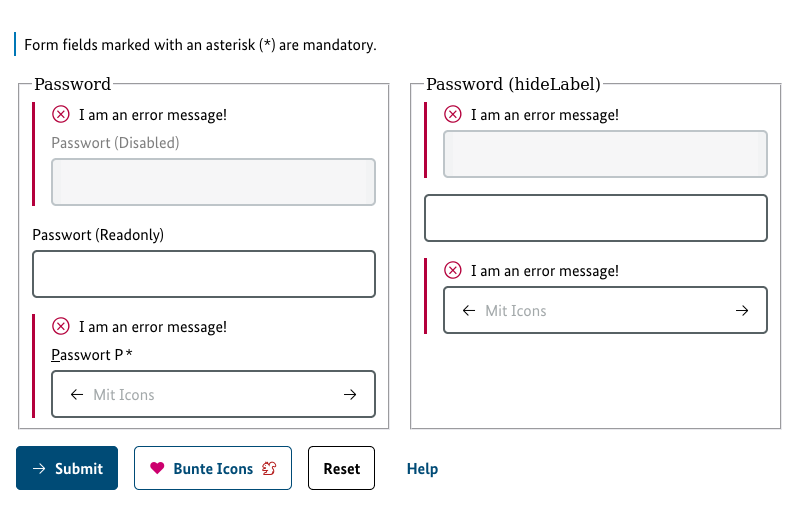 Form fields marked with an asterisk (*) are mandatory.
Password
I am an error message!
Passwort (Disabled)
Passwort (Readonly)
I am an error message!
Passwort P*
Mit Icons
Password (hideLabel)
I am an error message!
I am an error message!
Mit Icons
Submit
Bunte Icons
Reset
Help